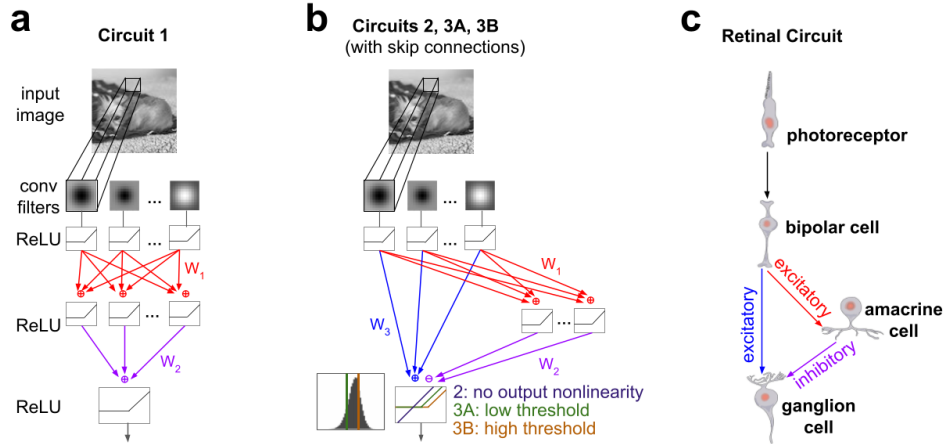 a
Circuit 1
input
image
conv
filters
...
ReLU
...
W1
ReLU
...
W2
ReLU
b
Circuits 2, 3A, 3B
(with skip connections)
...
...
W1
W3
...
W2
2: no output nonlinearity
3A: low threshold
3B: high threshold
c
Retinal Circuit
photoreceptor
bipolar cell
excitatory
excitatory
amacrine
cell
inhibitory
ganglion
cell